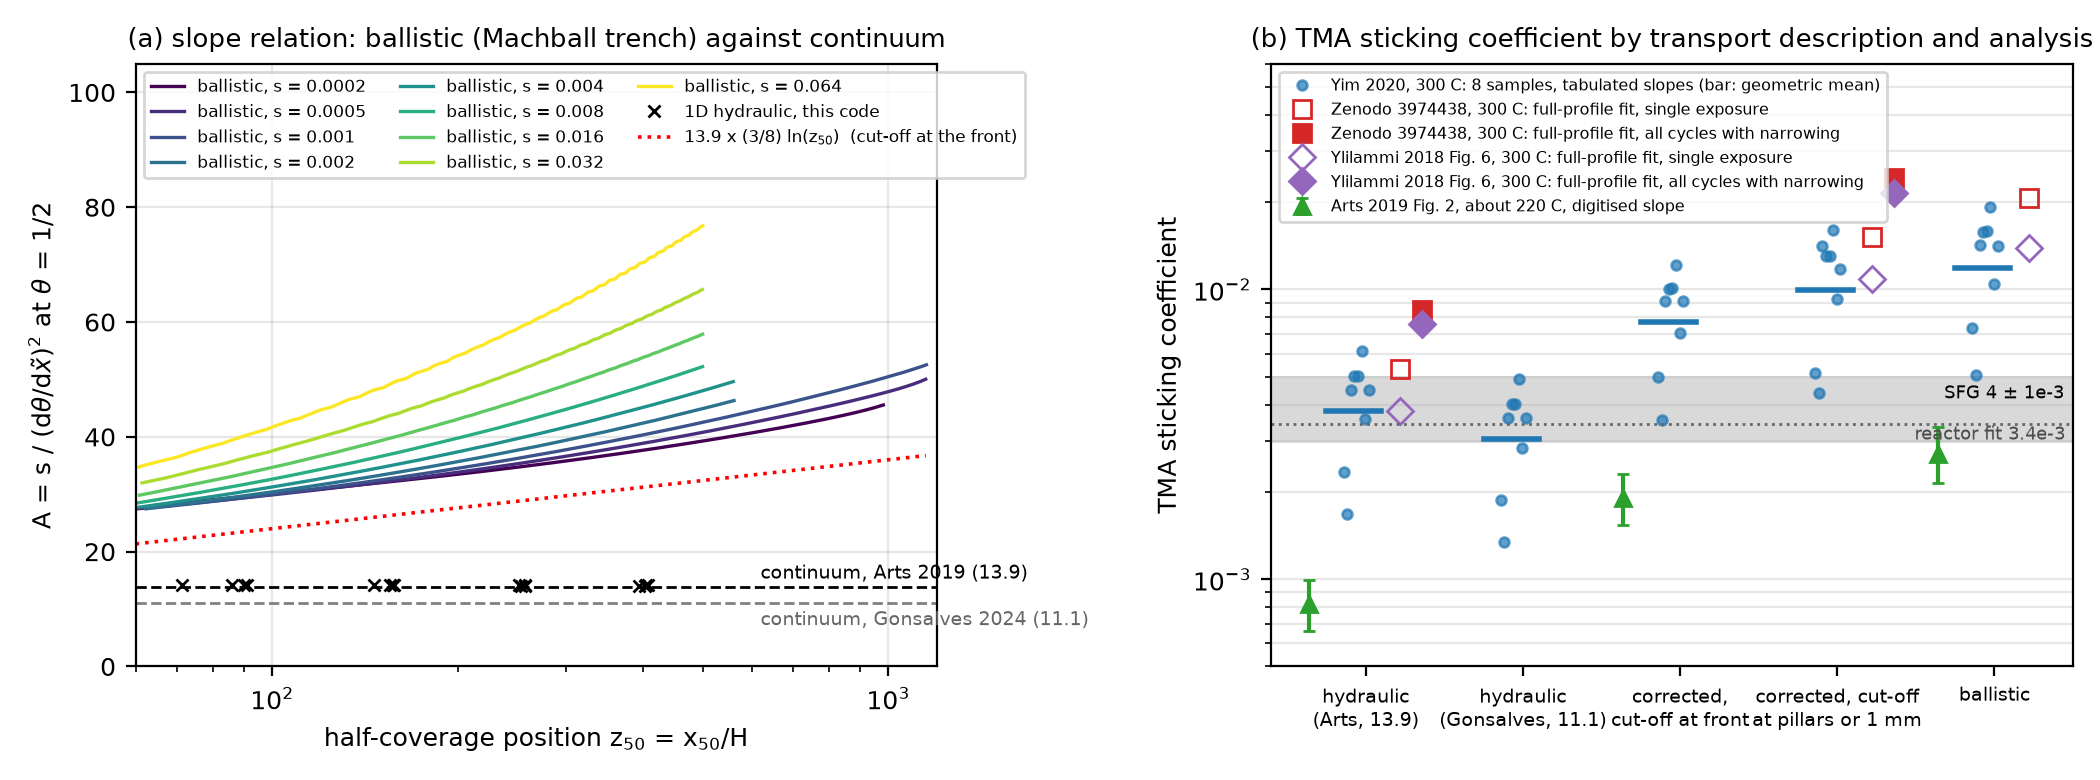 (a) slope relation: ballistic (Machball trench) against continuum
A = s / (dθ/dx̃)² at θ = 1/2
100
80
60
40
20
0
ballistic, s = 0.0002
ballistic, s = 0.0005
ballistic, s = 0.001
ballistic, s = 0.002
ballistic, s = 0.004
ballistic, s = 0.008
ballistic, s = 0.016
ballistic, s = 0.032
ballistic, s = 0.064
1D hydraulic, this code
13.9 x (3/8) ln(z₅₀)  (cut-off at the front)
continuum, Arts 2019 (13.9)
continuum, Gonsalves 2024 (11.1)
10²
10³
half-coverage position z₅₀ = x₅₀/H
(b) TMA sticking coefficient by transport description and analysis
TMA sticking coefficient
10⁻²
10⁻³
Yim 2020, 300 C: 8 samples, tabulated slopes (bar: geometric mean)
Zenodo 3974438, 300 C: full-profile fit, single exposure
Zenodo 3974438, 300 C: full-profile fit, all cycles with narrowing
Ylilammi 2018 Fig. 6, 300 C: full-profile fit, single exposure
Ylilammi 2018 Fig. 6, 300 C: full-profile fit, all cycles with narrowing
Arts 2019 Fig. 2, about 220 C, digitised slope
SFG 4 ± 1e-3
reactor fit 3.4e-3
hydraulic
(Arts, 13.9)
hydraulic
(Gonsalves, 11.1)
corrected,
cut-off at front
corrected, cut-off
at pillars or 1 mm
ballistic